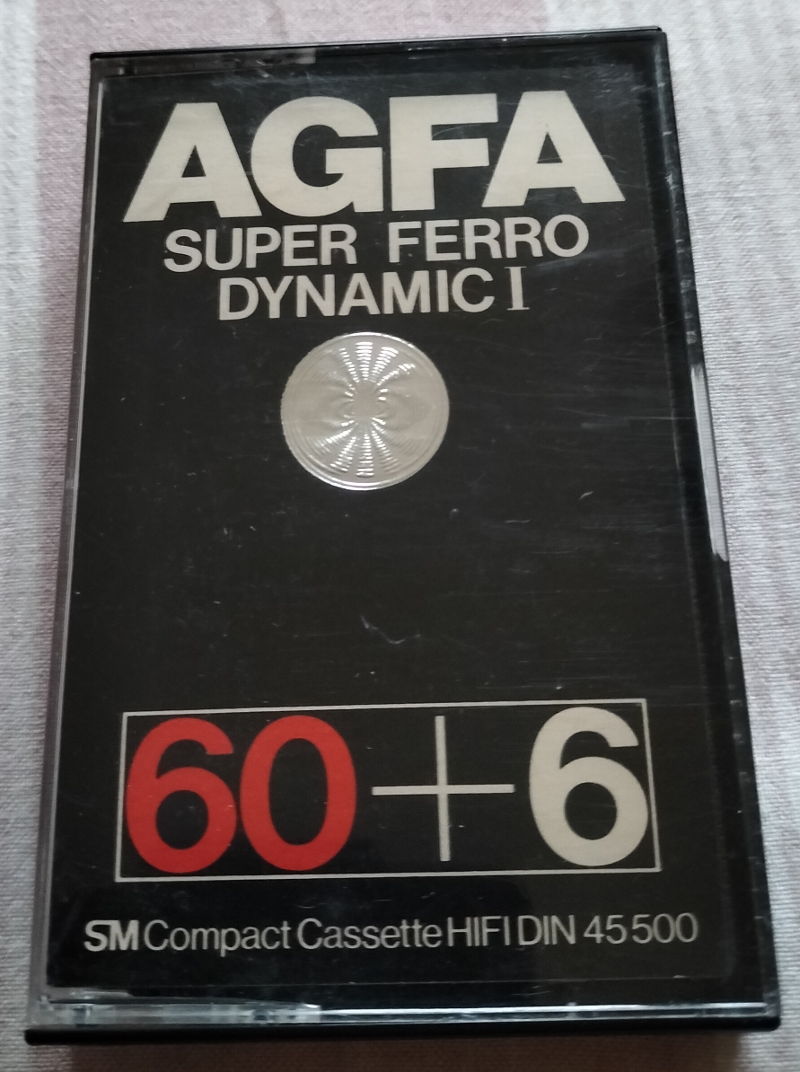 AGFA
SUPER FERRO
DYNAMIC I
60+6
SM Compact Cassette HIFI DIN 45 500